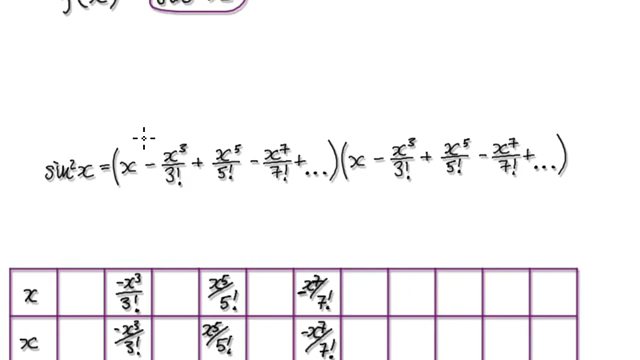 sin²x = (x - x³/3! + x⁵/5! - x⁷/7! + ...)(x - x³/3! + x⁵/5! - x⁷/7! + ...)
x -x³/3! x⁵/5! -x⁷/7!
x -x³/3! x⁵/5! -x⁷/7!